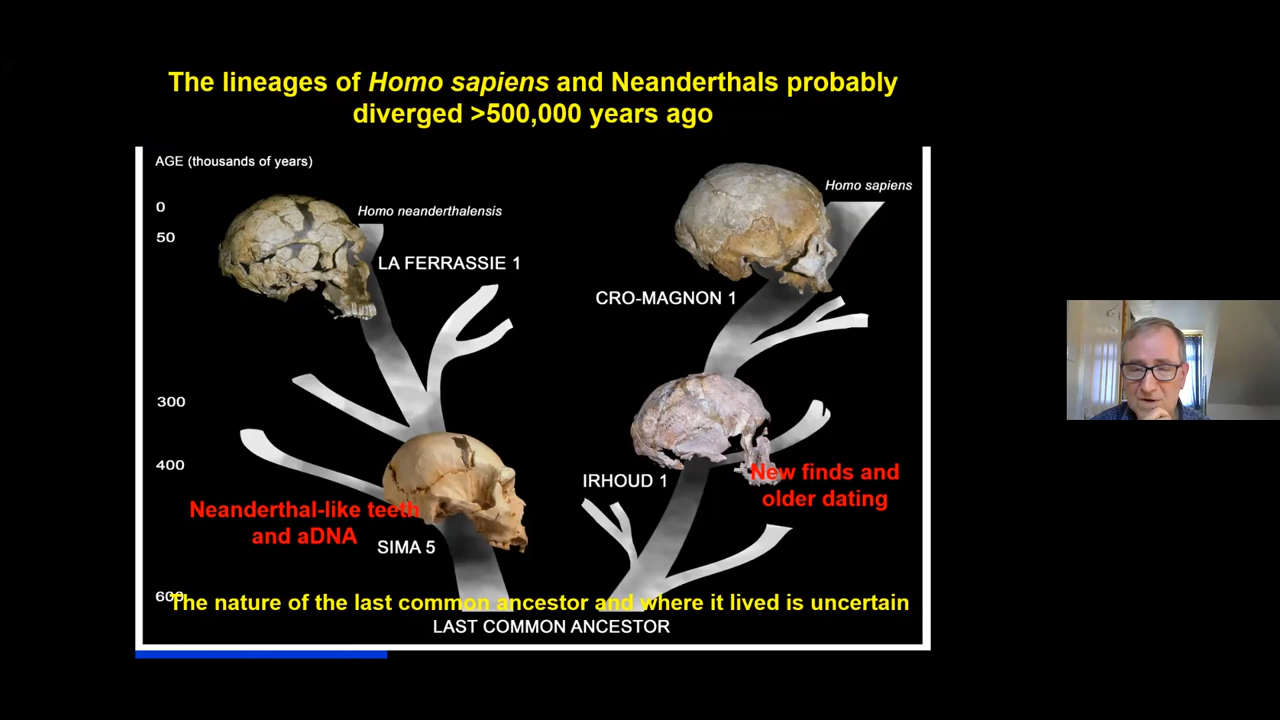 The lineages of Homo sapiens and Neanderthals probably
diverged >500,000 years ago
AGE (thousands of years)
Homo sapiens
0
Homo neanderthalensis
50
LA FERRASSIE 1
CRO-MAGNON 1
300
400
New finds and
older dating
IRHOUD 1
Neanderthal-like teeth
and aDNA
SIMA 5
600
The nature of the last common ancestor and where it lived is uncertain
LAST COMMON ANCESTOR